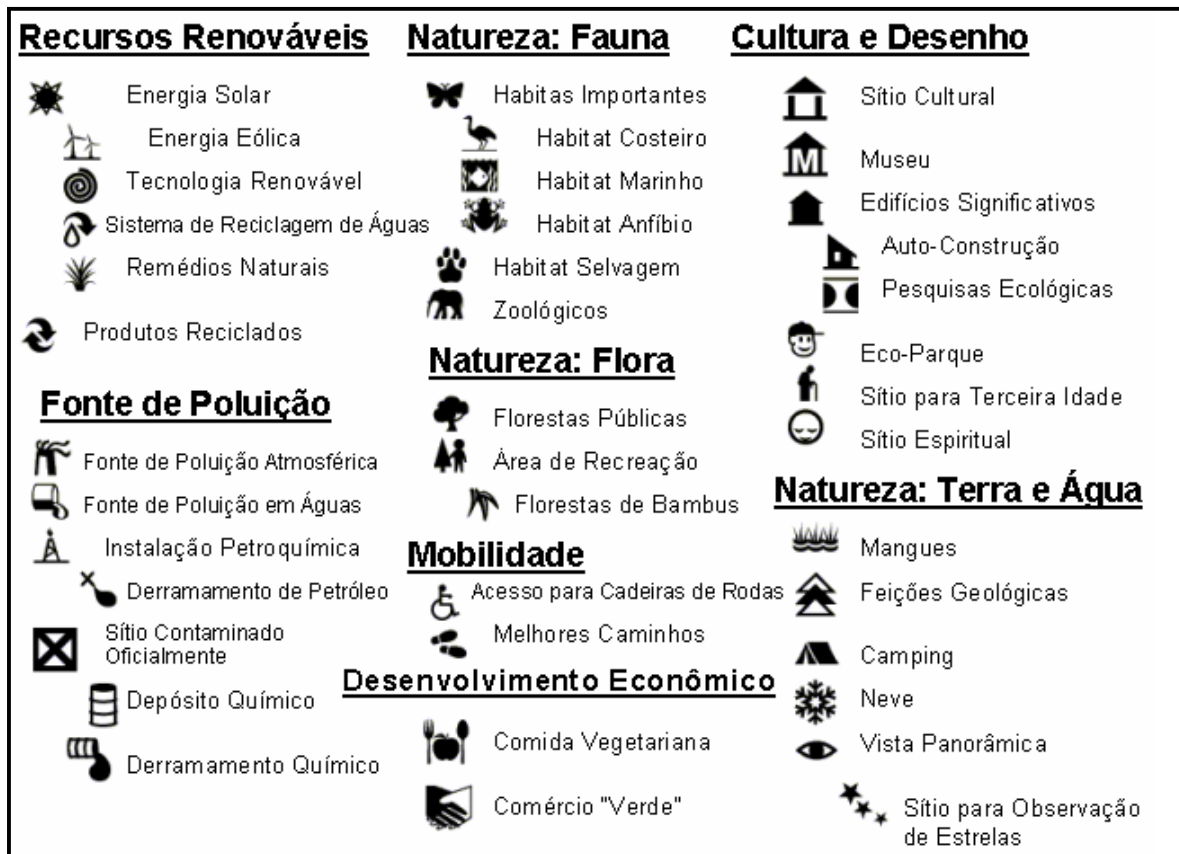 Recursos Renováveis
Energia Solar
Energia Eólica
Tecnologia Renovável
Sistema de Reciclagem de Águas
Remédios Naturais
Produtos Reciclados
Fonte de Poluição
Fonte de Poluição Atmosférica
Fonte de Poluição em Águas
Instalação Petroquímica
Derramamento de Petróleo
Sítio Contaminado
Oficialmente
Depósito Químico
Derramamento Químico
Natureza: Fauna
Habitas Importantes
Habitat Costeiro
Habitat Marinho
Habitat Anfíbio
Habitat Selvagem
Zoológicos
Natureza: Flora
Florestas Públicas
Área de Recreação
Florestas de Bambus
Mobilidade
Acesso para Cadeiras de Rodas
Melhores Caminhos
Desenvolvimento Econômico
Comida Vegetariana
Comércio "Verde"
Cultura e Desenho
Sítio Cultural
M
Museu
Edifícios Significativos
Auto-Construção
Pesquisas Ecológicas
Eco-Parque
Sítio para Terceira Idade
Sítio Espiritual
Natureza: Terra e Água
Mangues
Feições Geológicas
Camping
Neve
Vista Panorâmica
Sítio para Observação
de Estrelas